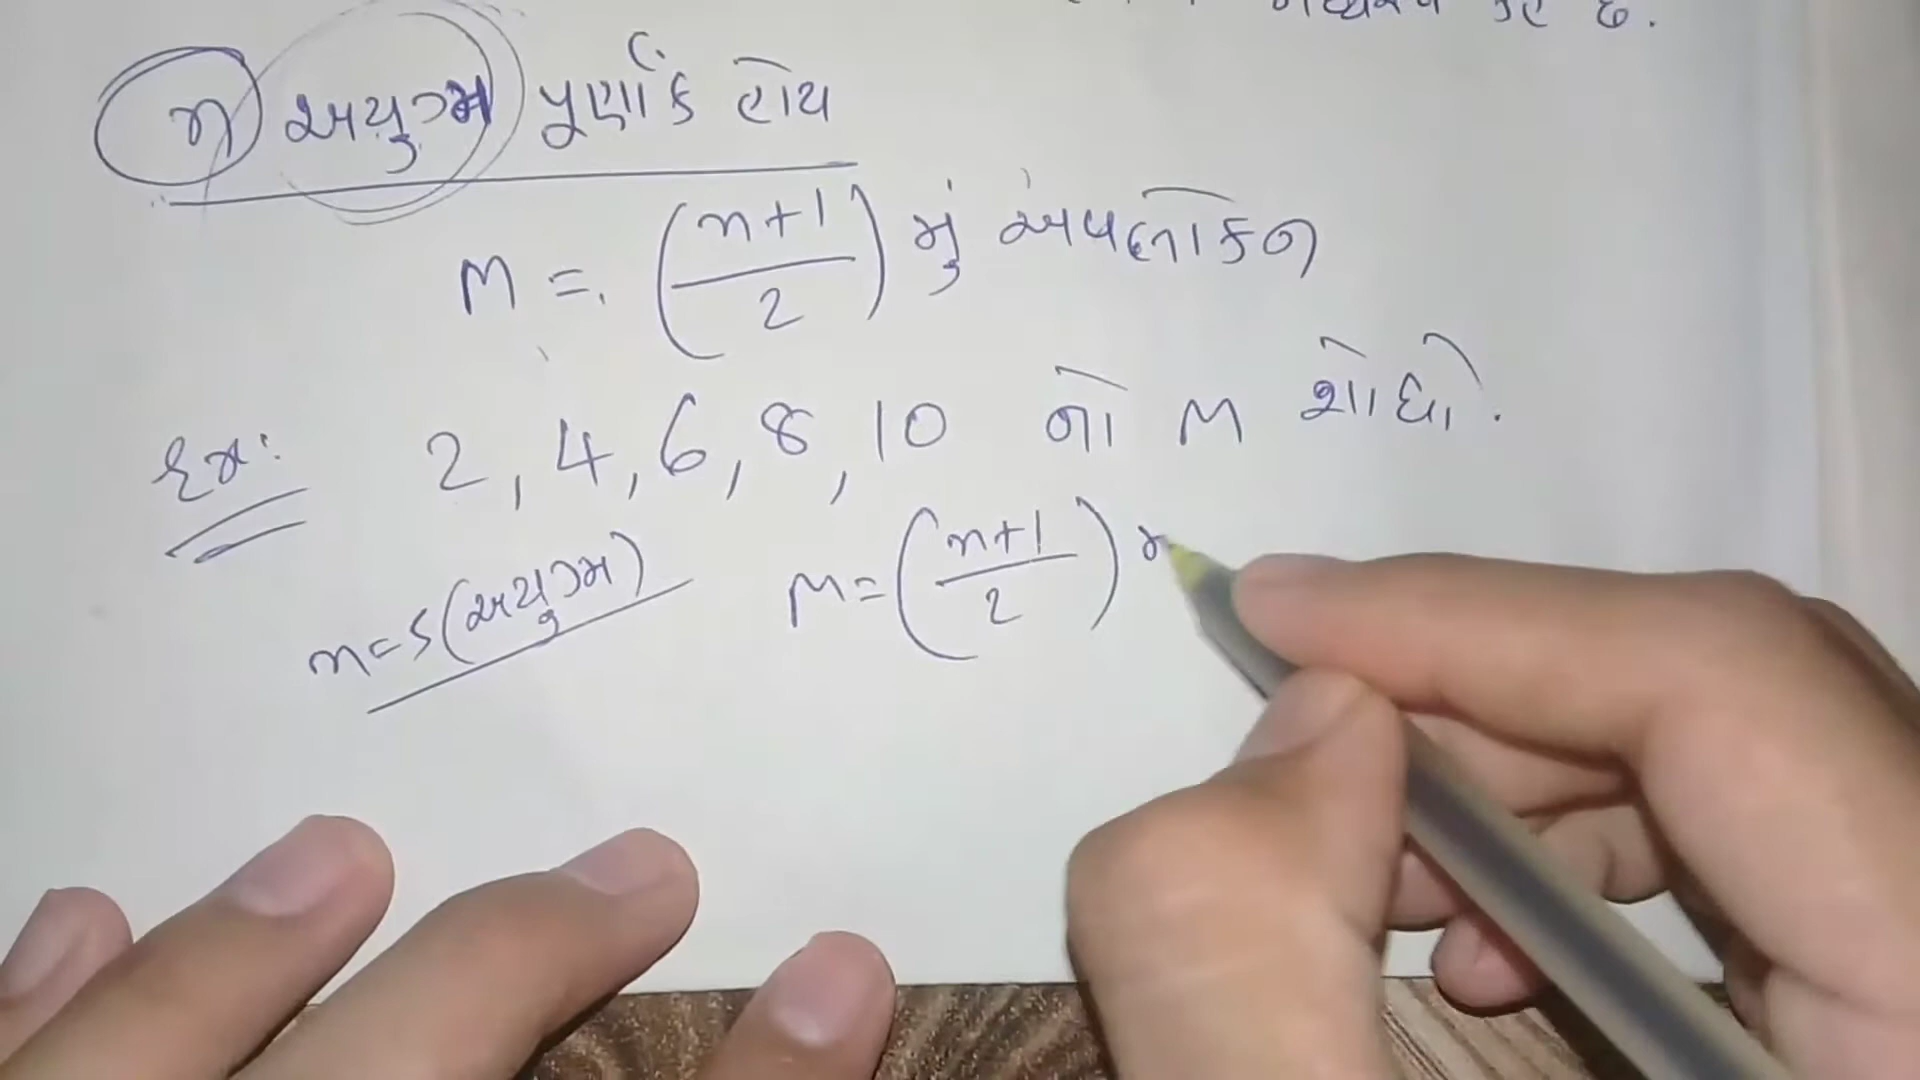 છે.
n અયુગ્મ પૂર્ણાંક હોય
M = (n+1/2) મું અવલોકન
Ex: 2, 4, 6, 8, 10 નો M શોધો.
n=5 (અયુગ્મ) M = (n+1/2) મ